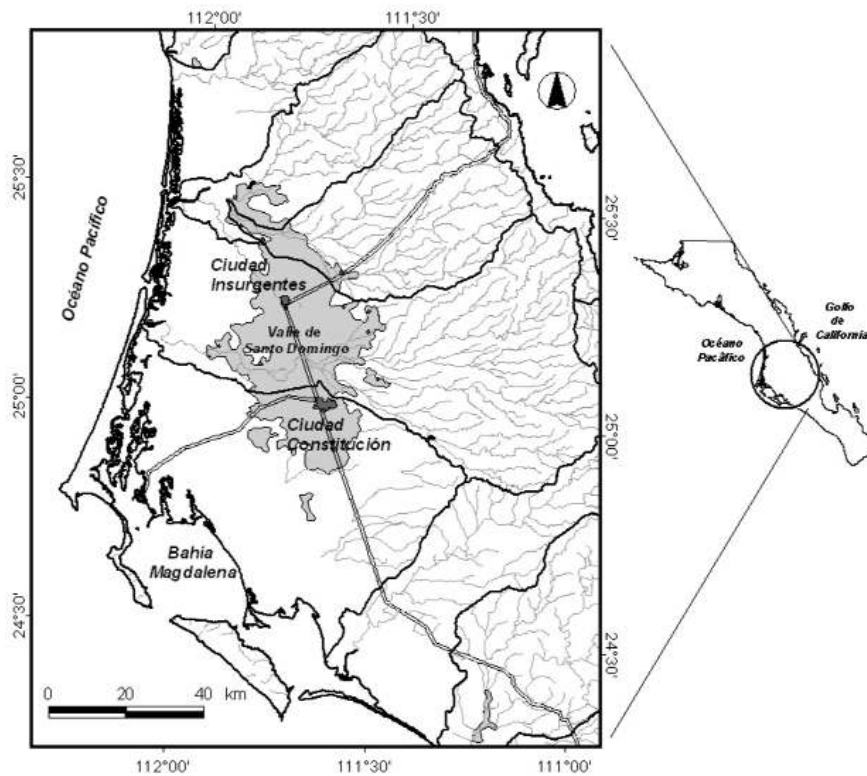 112°00'
111°30'
25°30'
25°30'
Océano Pacífico
Ciudad
Insurgentes
Valle de
Santo Domingo
Golfo
de
California
Océano
Pacâfico
25°00'
25°00'
Ciudad
Constitución
Bahía
Magdalena
24°30'
24°30'
0 20 40 km
112°00'
111°30'
111°00'